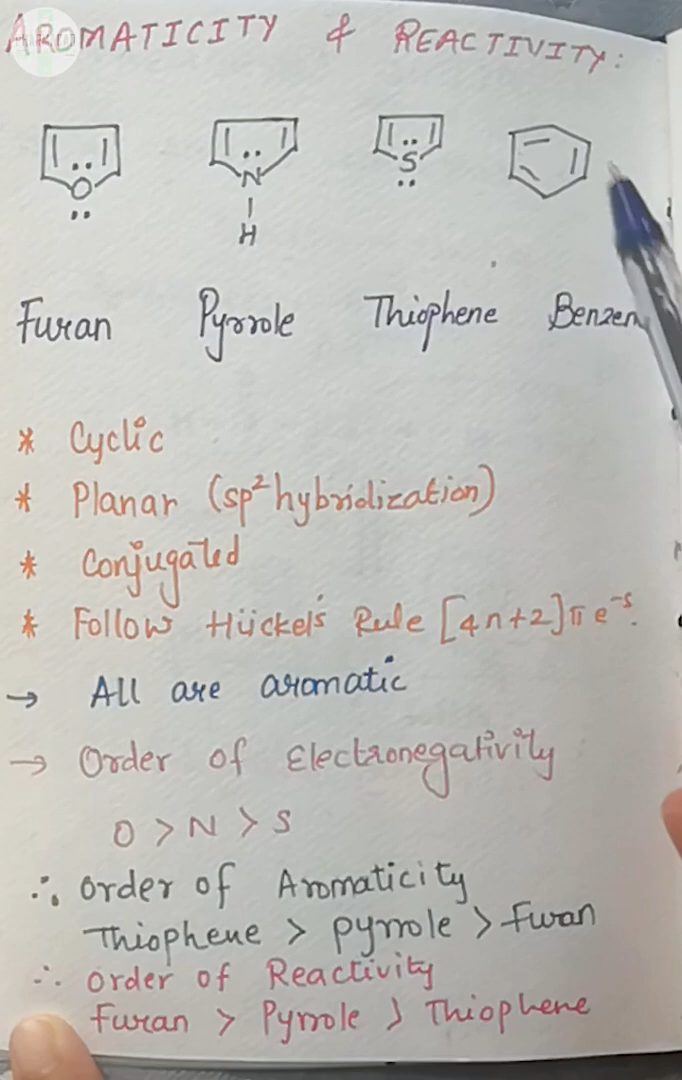 AROMATICITY & REACTIVITY:
O N S
H
Furan Pyrrole Thiophene Benzen
* Cyclic
* Planar (sp² hybridization)
* Conjugated
* Follow Hückel's Rule [4n+2]π e⁻s.
→ All are aromatic
→ Order of Electronegativity
O > N > S
∴ Order of Aromaticity
Thiophene > pyrrole > Furan
∴ Order of Reactivity
Furan > Pyrrole > Thiophene